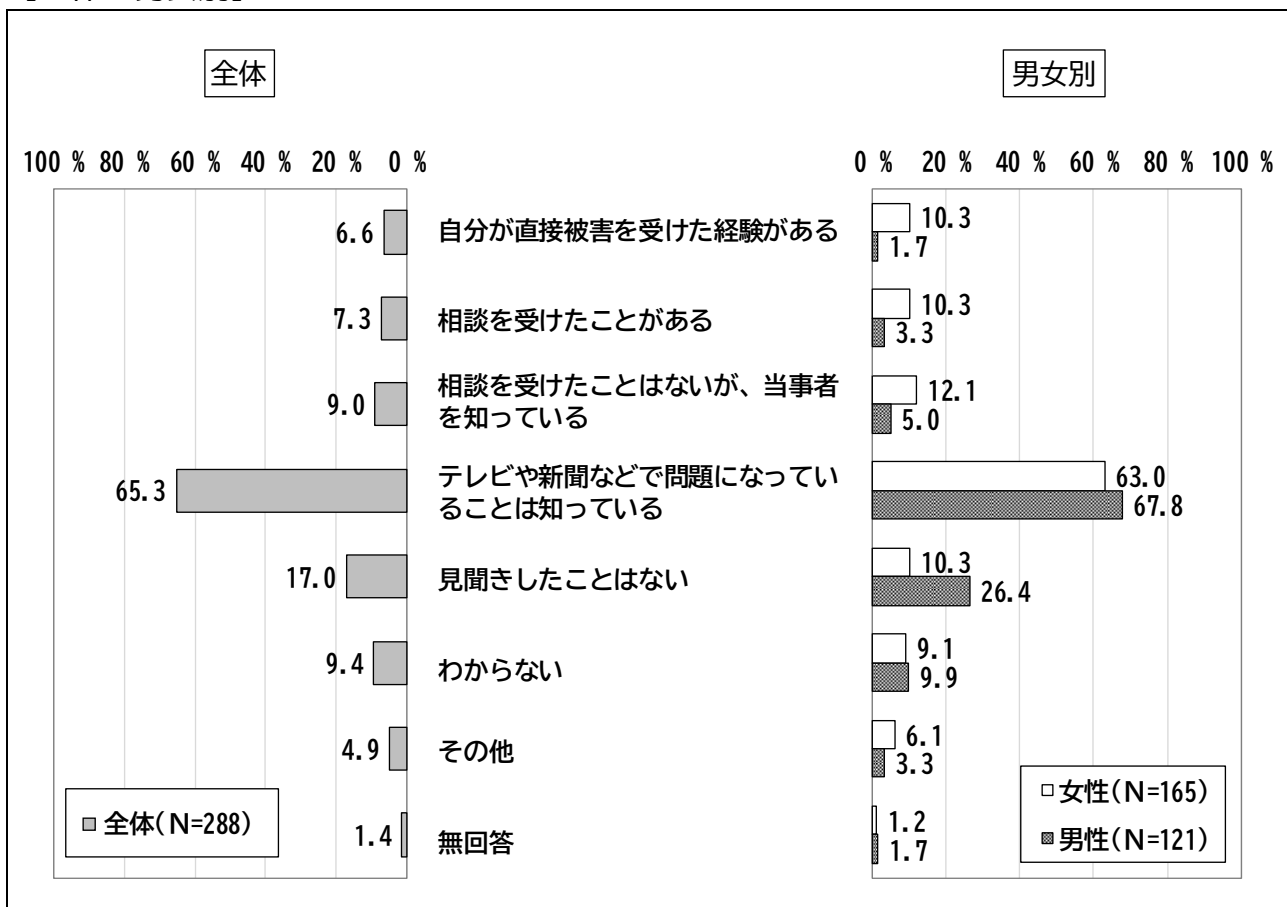 全体
男女別
100 % 80 % 60 % 40 % 20 % 0 %
0 % 20 % 40 % 60 % 80 % 100 %
6.6
自分が直接被害を受けた経験がある
10.3
1.7
7.3
相談を受けたことがある
10.3
3.3
9.0
相談を受けたことはないが、当事者
を知っている
12.1
5.0
65.3
テレビや新聞などで問題になってい
ることは知っている
63.0
67.8
17.0
見聞きしたことはない
10.3
26.4
9.4
わからない
9.1
9.9
4.9
その他
6.1
3.3
1.4
無回答
1.2
1.7
全体(N=288)
女性(N=165)
男性(N=121)